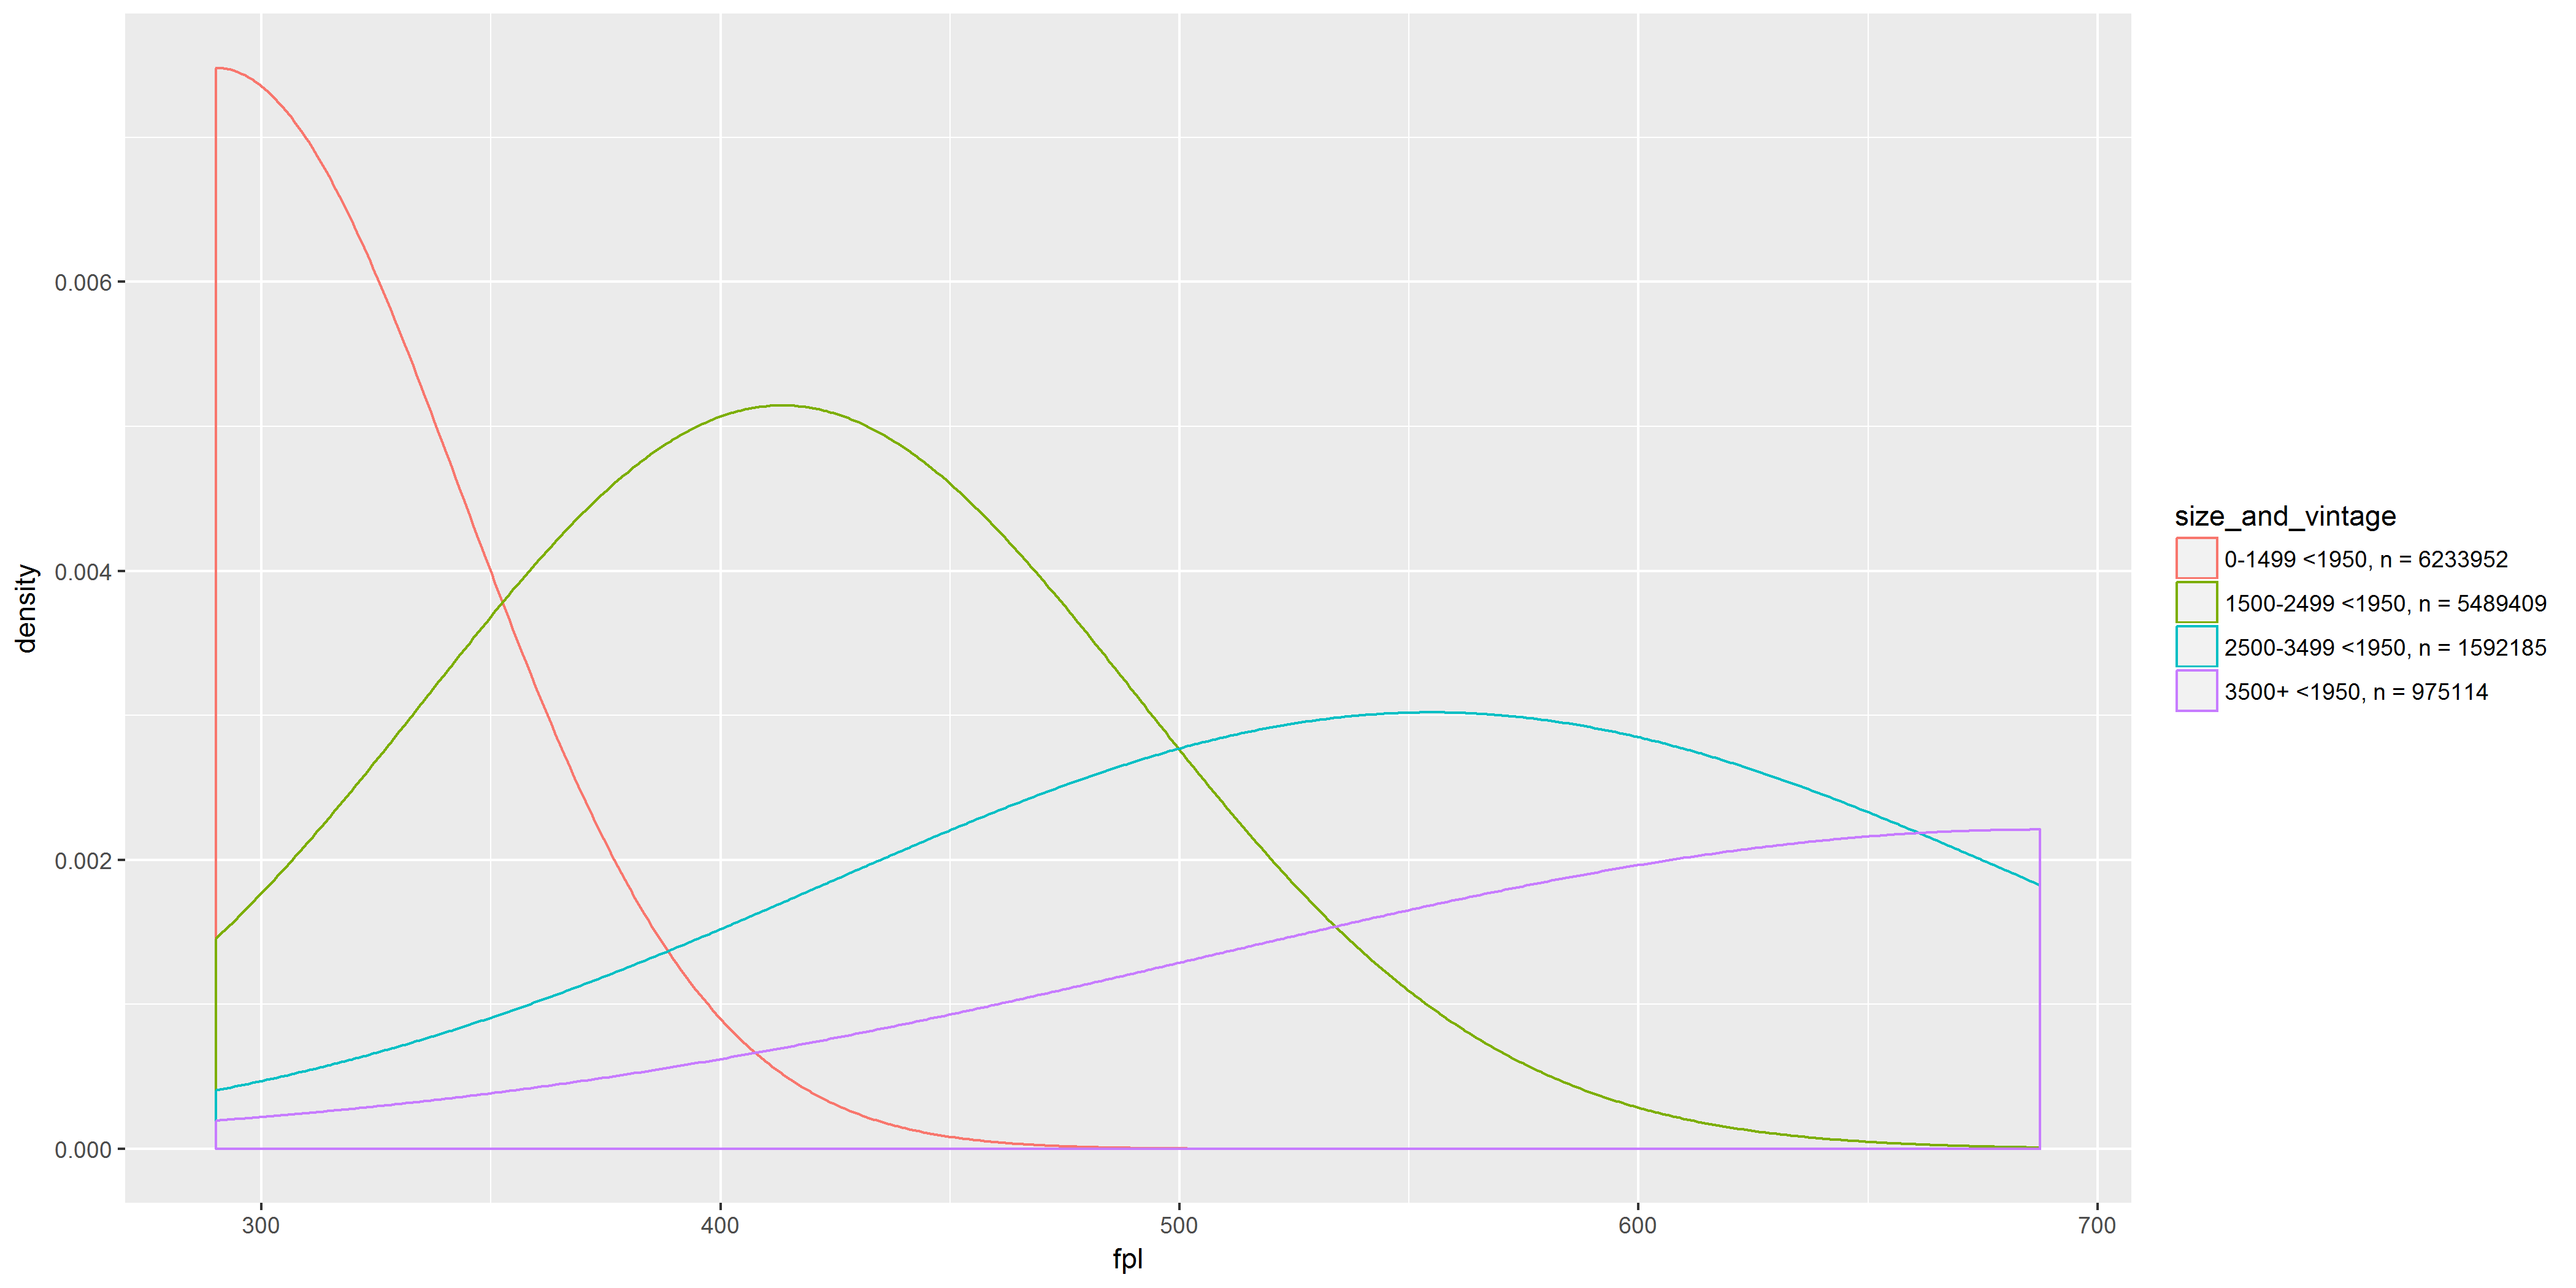 density
0.006
0.004
0.002
0.000
300 400 500 600 700
fpl
size_and_vintage
0-1499 <1950, n = 6233952
1500-2499 <1950, n = 5489409
2500-3499 <1950, n = 1592185
3500+ <1950, n = 975114